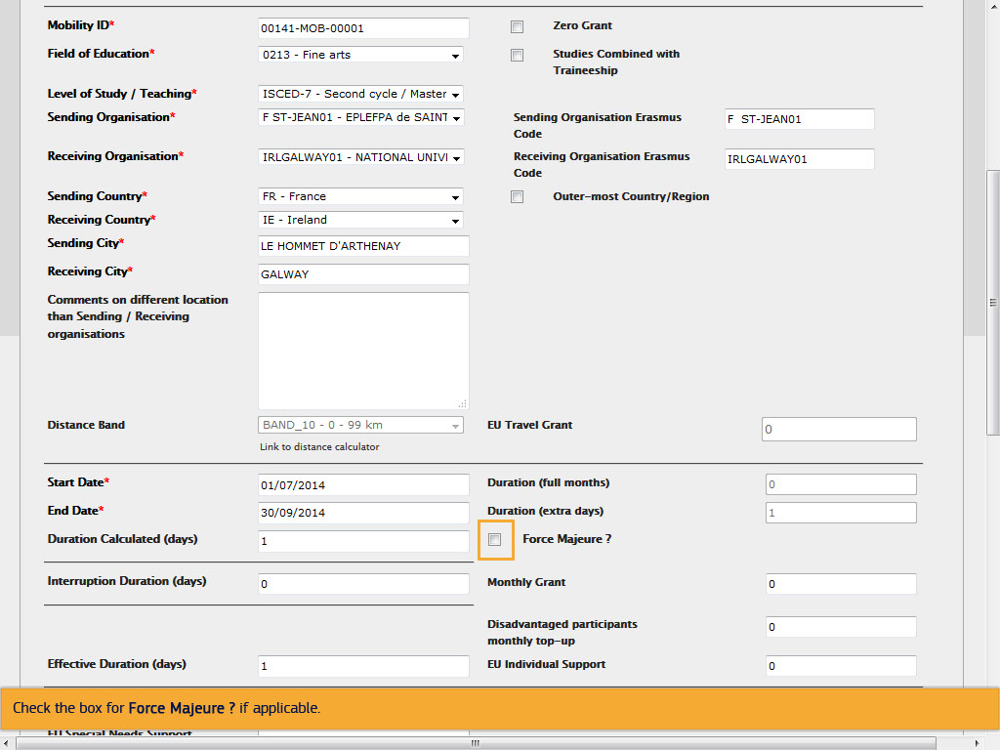 Mobility ID*
00141-MOB-00001
Zero Grant
Field of Education*
0213 - Fine arts
Studies Combined with
Traineeship
Level of Study / Teaching*
ISCED-7 - Second cycle / Master
Sending Organisation*
F ST-JEAN01 - EPLEFPA de SAINT
Sending Organisation Erasmus
Code
F  ST-JEAN01
Receiving Organisation*
IRLGALWAY01 - NATIONAL UNIVI
Receiving Organisation Erasmus
Code
IRLGALWAY01
Sending Country*
FR - France
Outer-most Country/Region
Receiving Country*
IE - Ireland
Sending City*
LE HOMMET D'ARTHENAY
Receiving City*
GALWAY
Comments on different location
than Sending / Receiving
organisations
Distance Band
BAND_10 - 0 - 99 km
EU Travel Grant
0
Link to distance calculator
Start Date*
01/07/2014
Duration (full months)
0
End Date*
30/09/2014
Duration (extra days)
1
Duration Calculated (days)
1
Force Majeure ?
Interruption Duration (days)
0
Monthly Grant
0
Disadvantaged participants
monthly top-up
0
Effective Duration (days)
1
EU Individual Support
0
Check the box for Force Majeure ? if applicable.
EU Special Needs Support